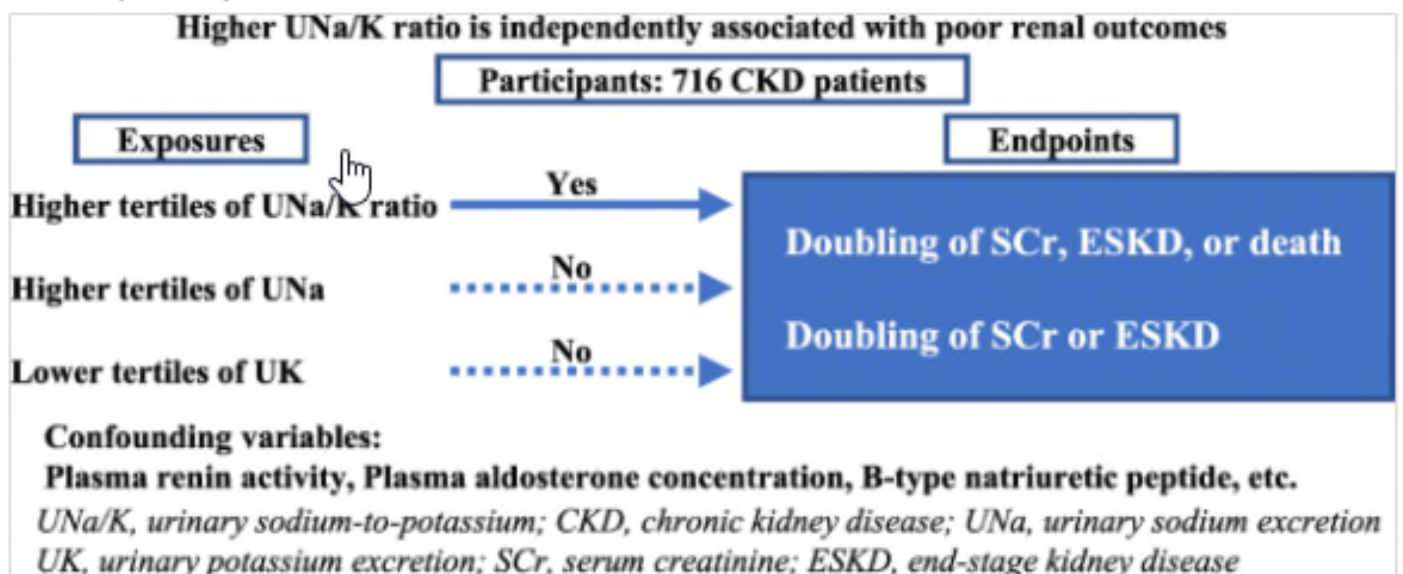 Higher UNa/K ratio is independently associated with poor renal outcomes
Participants: 716 CKD patients
Exposures
Endpoints
Higher tertiles of UNa/K ratio
Yes
Doubling of SCr, ESKD, or death
Higher tertiles of UNa
No
Doubling of SCr or ESKD
Lower tertiles of UK
No
Confounding variables:
Plasma renin activity, Plasma aldosterone concentration, B-type natriuretic peptide, etc.
UNa/K, urinary sodium-to-potassium; CKD, chronic kidney disease; UNa, urinary sodium excretion
UK, urinary potassium excretion; SCr, serum creatinine; ESKD, end-stage kidney disease